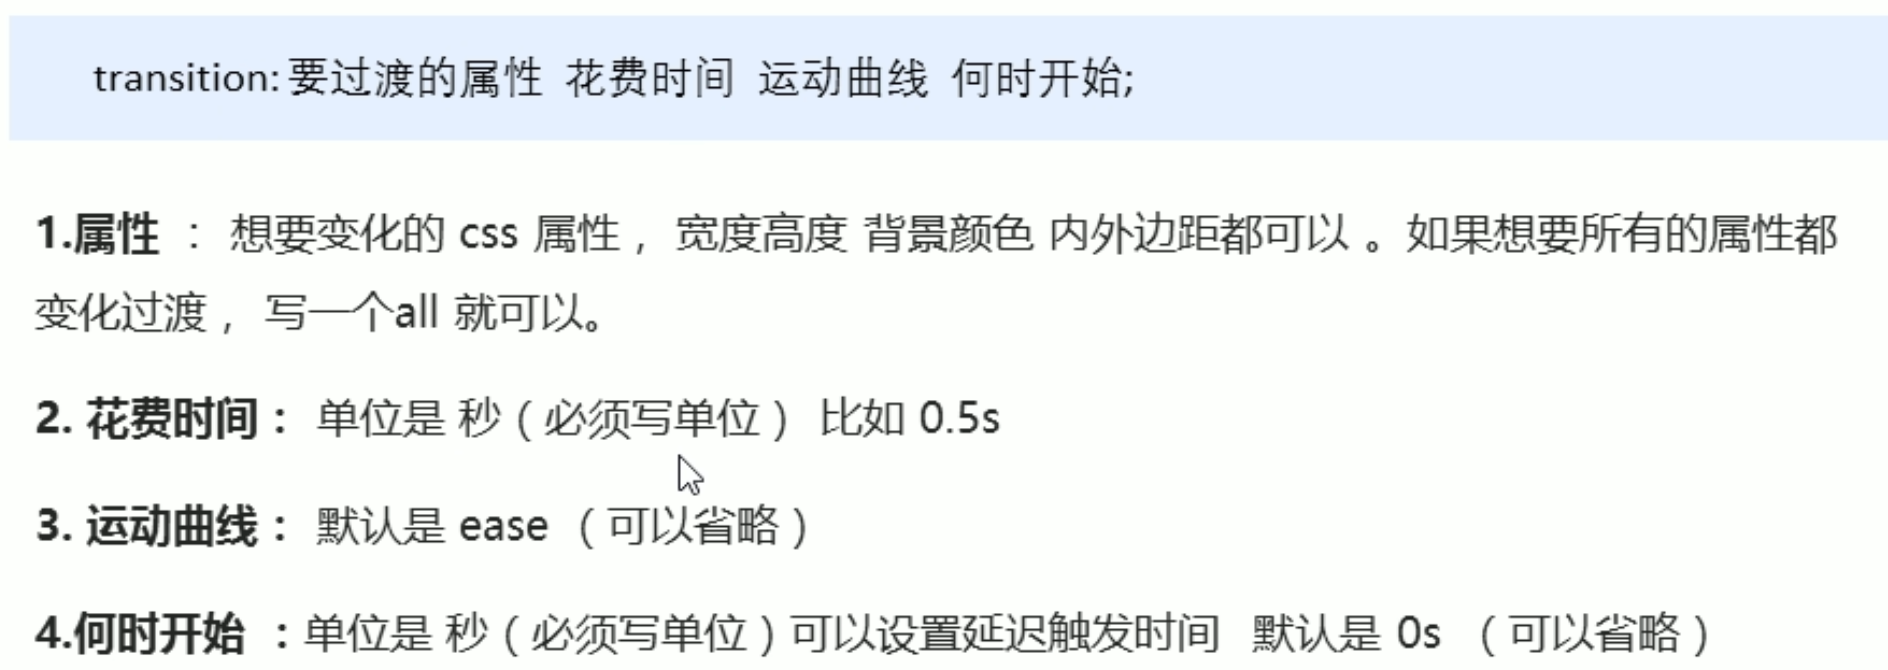 transition: 要过渡的属性 花费时间 运动曲线 何时开始;
1.属性 ： 想要变化的 css 属性， 宽度高度 背景颜色 内外边距都可以 。如果想要所有的属性都
变化过渡， 写一个all 就可以。
2. 花费时间： 单位是 秒（必须写单位） 比如 0.5s
3. 运动曲线： 默认是 ease （可以省略）
4.何时开始 ：单位是 秒（必须写单位）可以设置延迟触发时间 默认是 0s （可以省略）